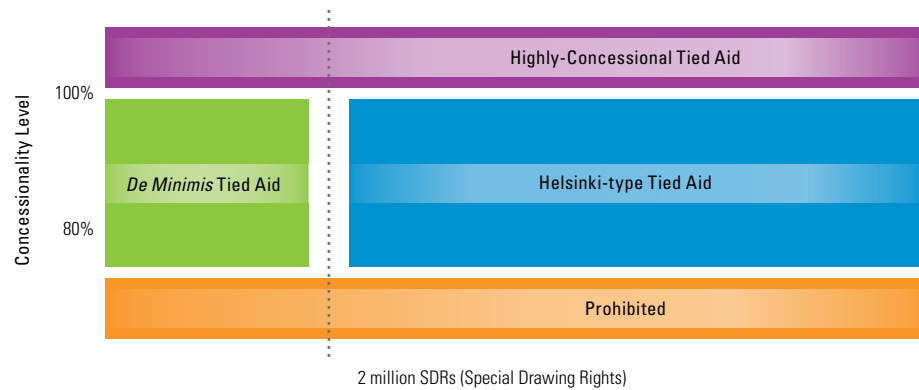 Highly-Concessional Tied Aid
100%
Concessionality Level
De Minimis Tied Aid
Helsinki-type Tied Aid
80%
Prohibited
2 million SDRs (Special Drawing Rights)